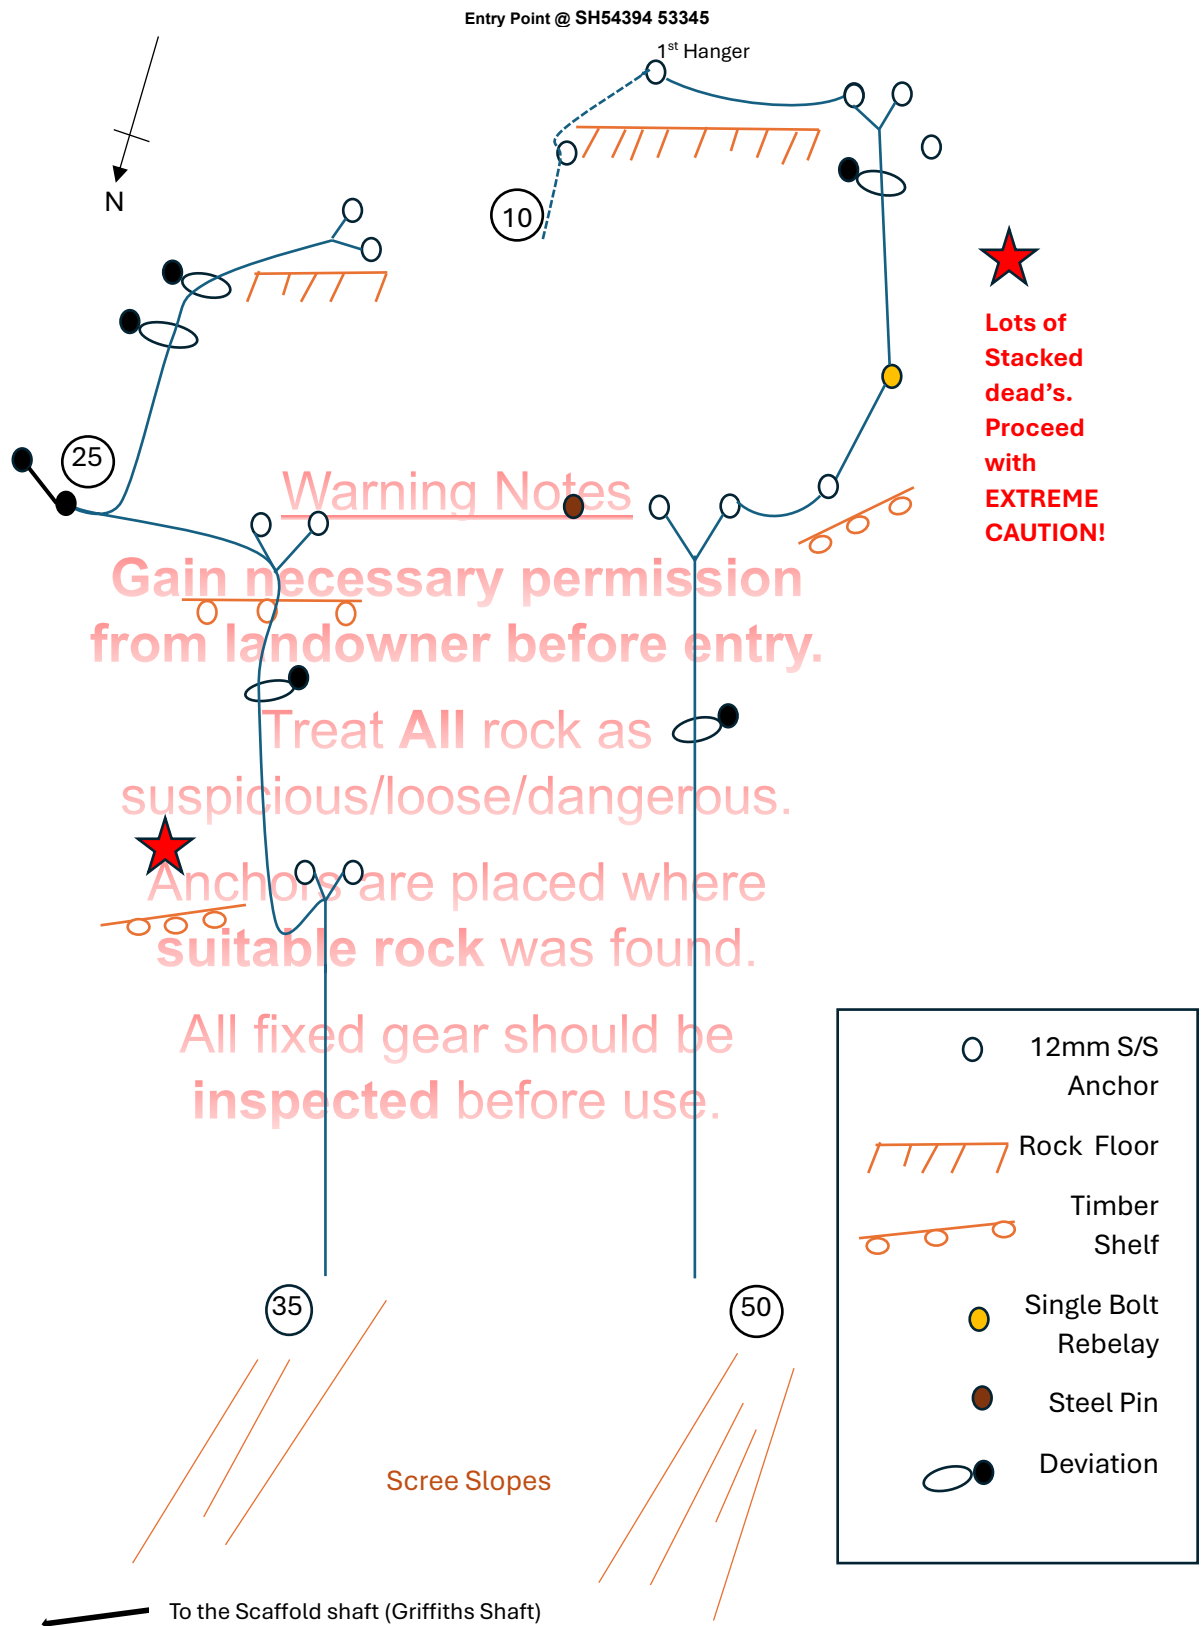 Entry Point @ SH54394 53345
1st Hanger
N
10
Lots of
Stacked
dead's.
Proceed
with
EXTREME
CAUTION!
25
Warning Notes
Gain necessary permission
from landowner before entry.
Treat All rock as
suspicious/loose/dangerous.
Anchors are placed where
suitable rock was found.
All fixed gear should be
inspected before use.
12mm S/S
Anchor
Rock Floor
Timber
Shelf
Single Bolt
Rebelay
Steel Pin
Deviation
35
50
Scree Slopes
To the Scaffold shaft (Griffiths Shaft)